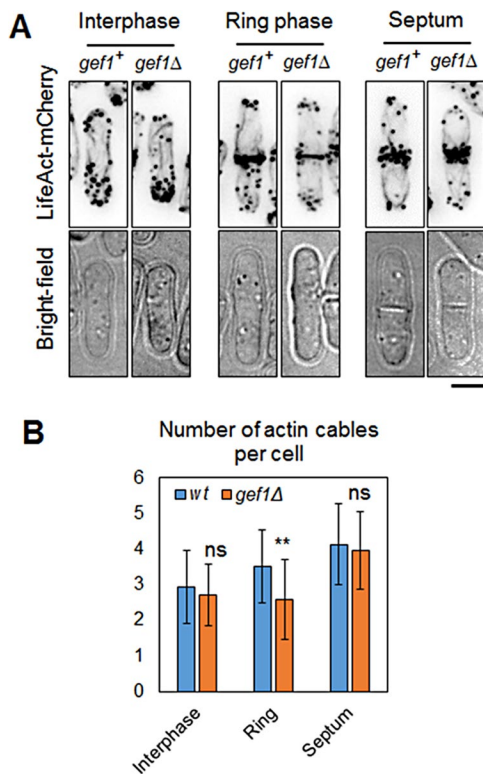 A
Interphase Ring phase Septum
gef1+ gef1Δ gef1+ gef1Δ gef1+ gef1Δ
LifeAct-mCherry
Bright-field
B
Number of actin cables
per cell
wt gef1Δ
6
5
4
3
2
1
0
ns
**
ns
Interphase
Ring
Septum